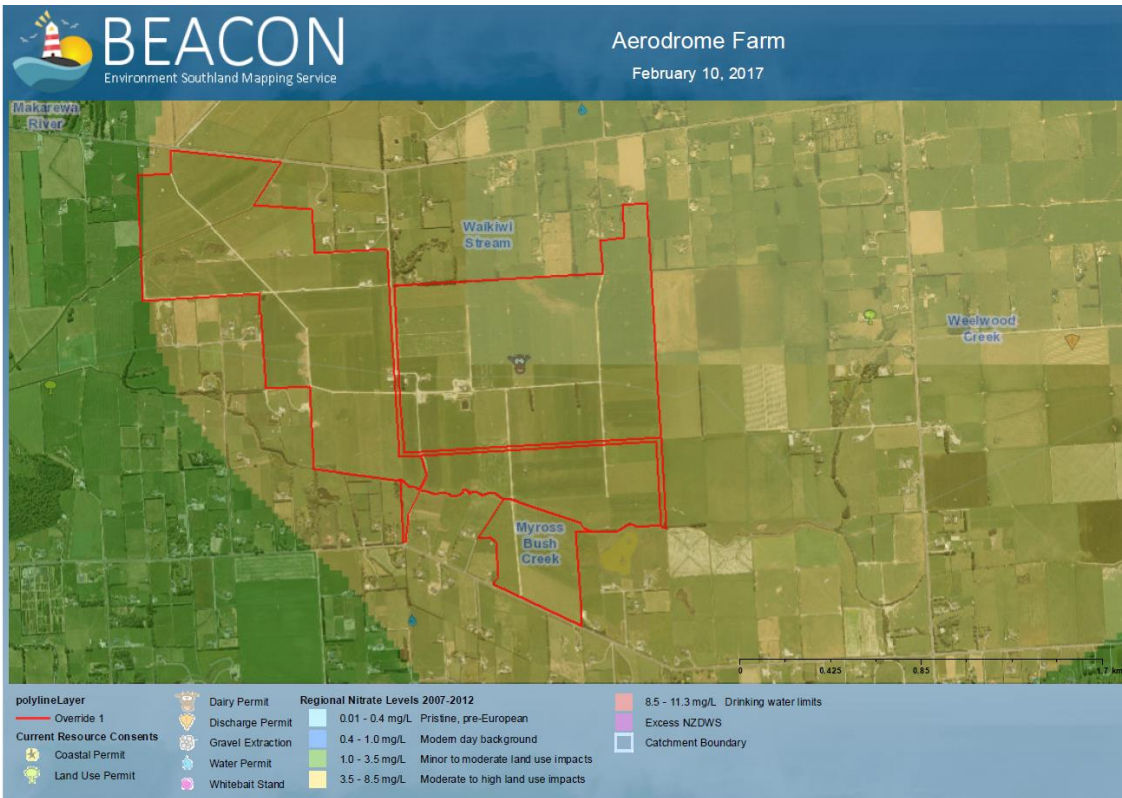 BEACON
Environment Southland Mapping Service
Aerodrome Farm
February 10, 2017
Makarewa
River
Waikiwi
Stream
Weelwood
Creek
Myross
Bush
Creek
0 0.425 0.85 1.7 km
polylineLayer
Override 1
Current Resource Consents
Coastal Permit
Land Use Permit
Dairy Permit
Discharge Permit
Gravel Extraction
Water Permit
Whitebait Stand
Regional Nitrate Levels 2007-2012
0.01 - 0.4 mg/L Pristine, pre-European
0.4 - 1.0 mg/L Modern day background
1.0 - 3.5 mg/L Minor to moderate land use impacts
3.5 - 8.5 mg/L Moderate to high land use impacts
8.5 - 11.3 mg/L Drinking water limits
Excess NZDWS
Catchment Boundary